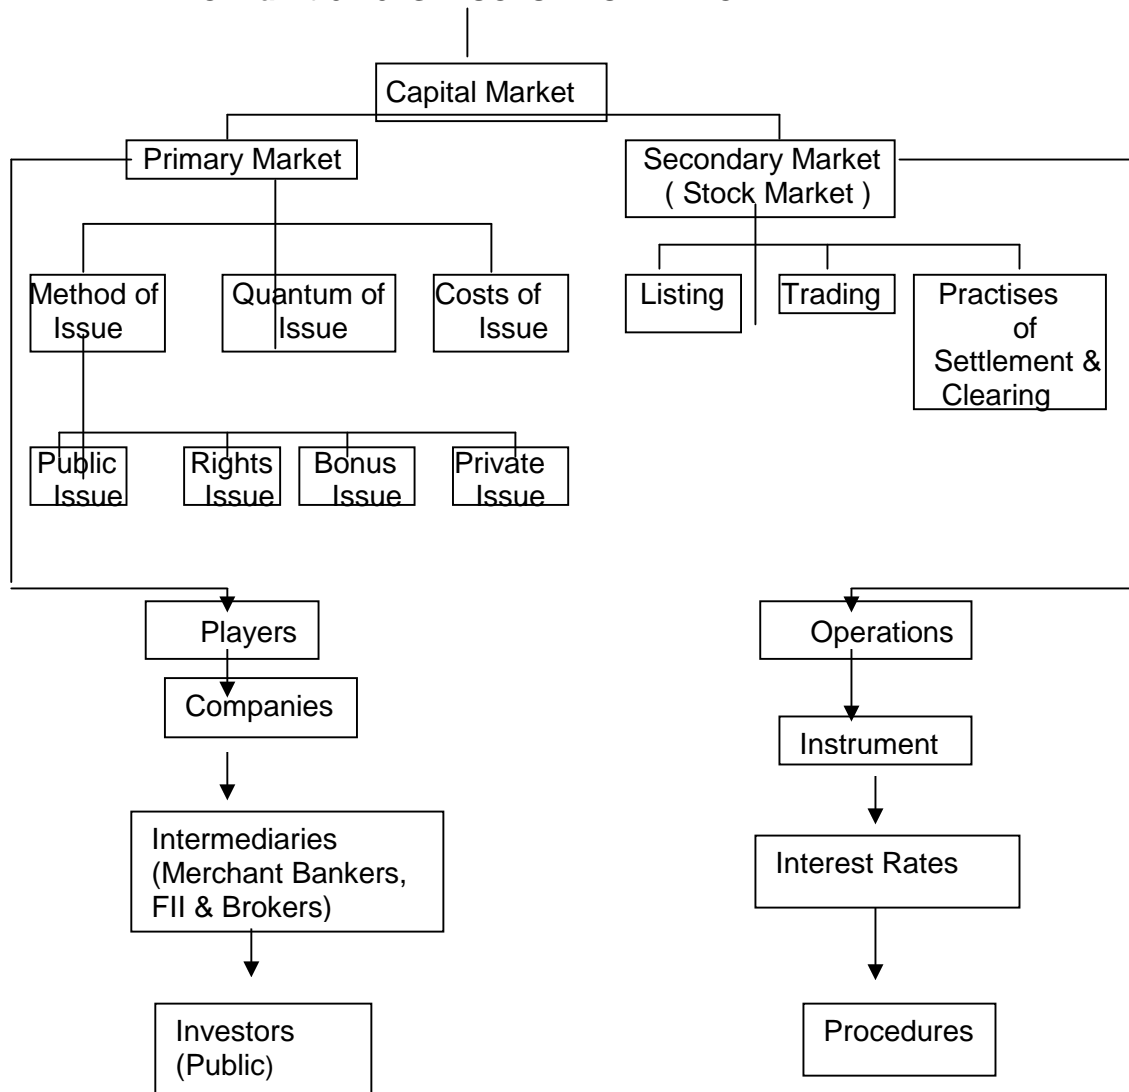 Capital Market
Primary Market
Secondary Market
( Stock Market )
Method of
Issue
Quantum of
Issue
Costs of
Issue
Listing
Trading
Practises
of
Settlement &
Clearing
Public
Issue
Rights
Issue
Bonus
Issue
Private
Issue
Players
Operations
Companies
Instrument
Intermediaries
(Merchant Bankers,
FII & Brokers)
Interest Rates
Investors
(Public)
Procedures